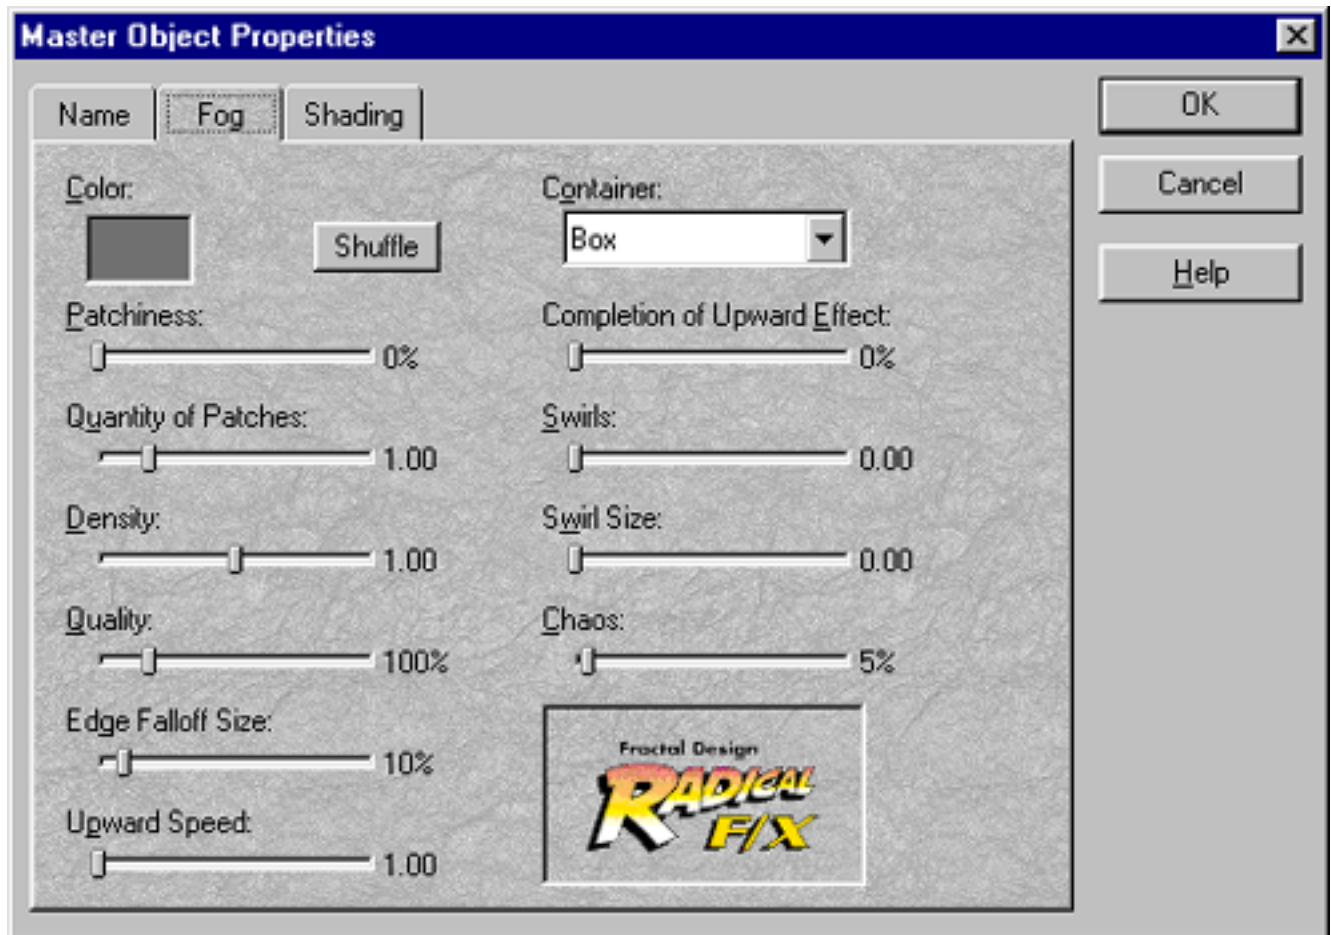 Master Object Properties
Name Fog Shading
OK
Cancel
Help
Color:
Shuffle
Container:
Box
Patchiness:
0%
Completion of Upward Effect:
0%
Quantity of Patches:
1.00
Swirls:
0.00
Density:
1.00
Swirl Size:
0.00
Quality:
100%
Chaos:
5%
Edge Falloff Size:
10%
Upward Speed:
1.00
Fractal Design
RADICAL
F/X